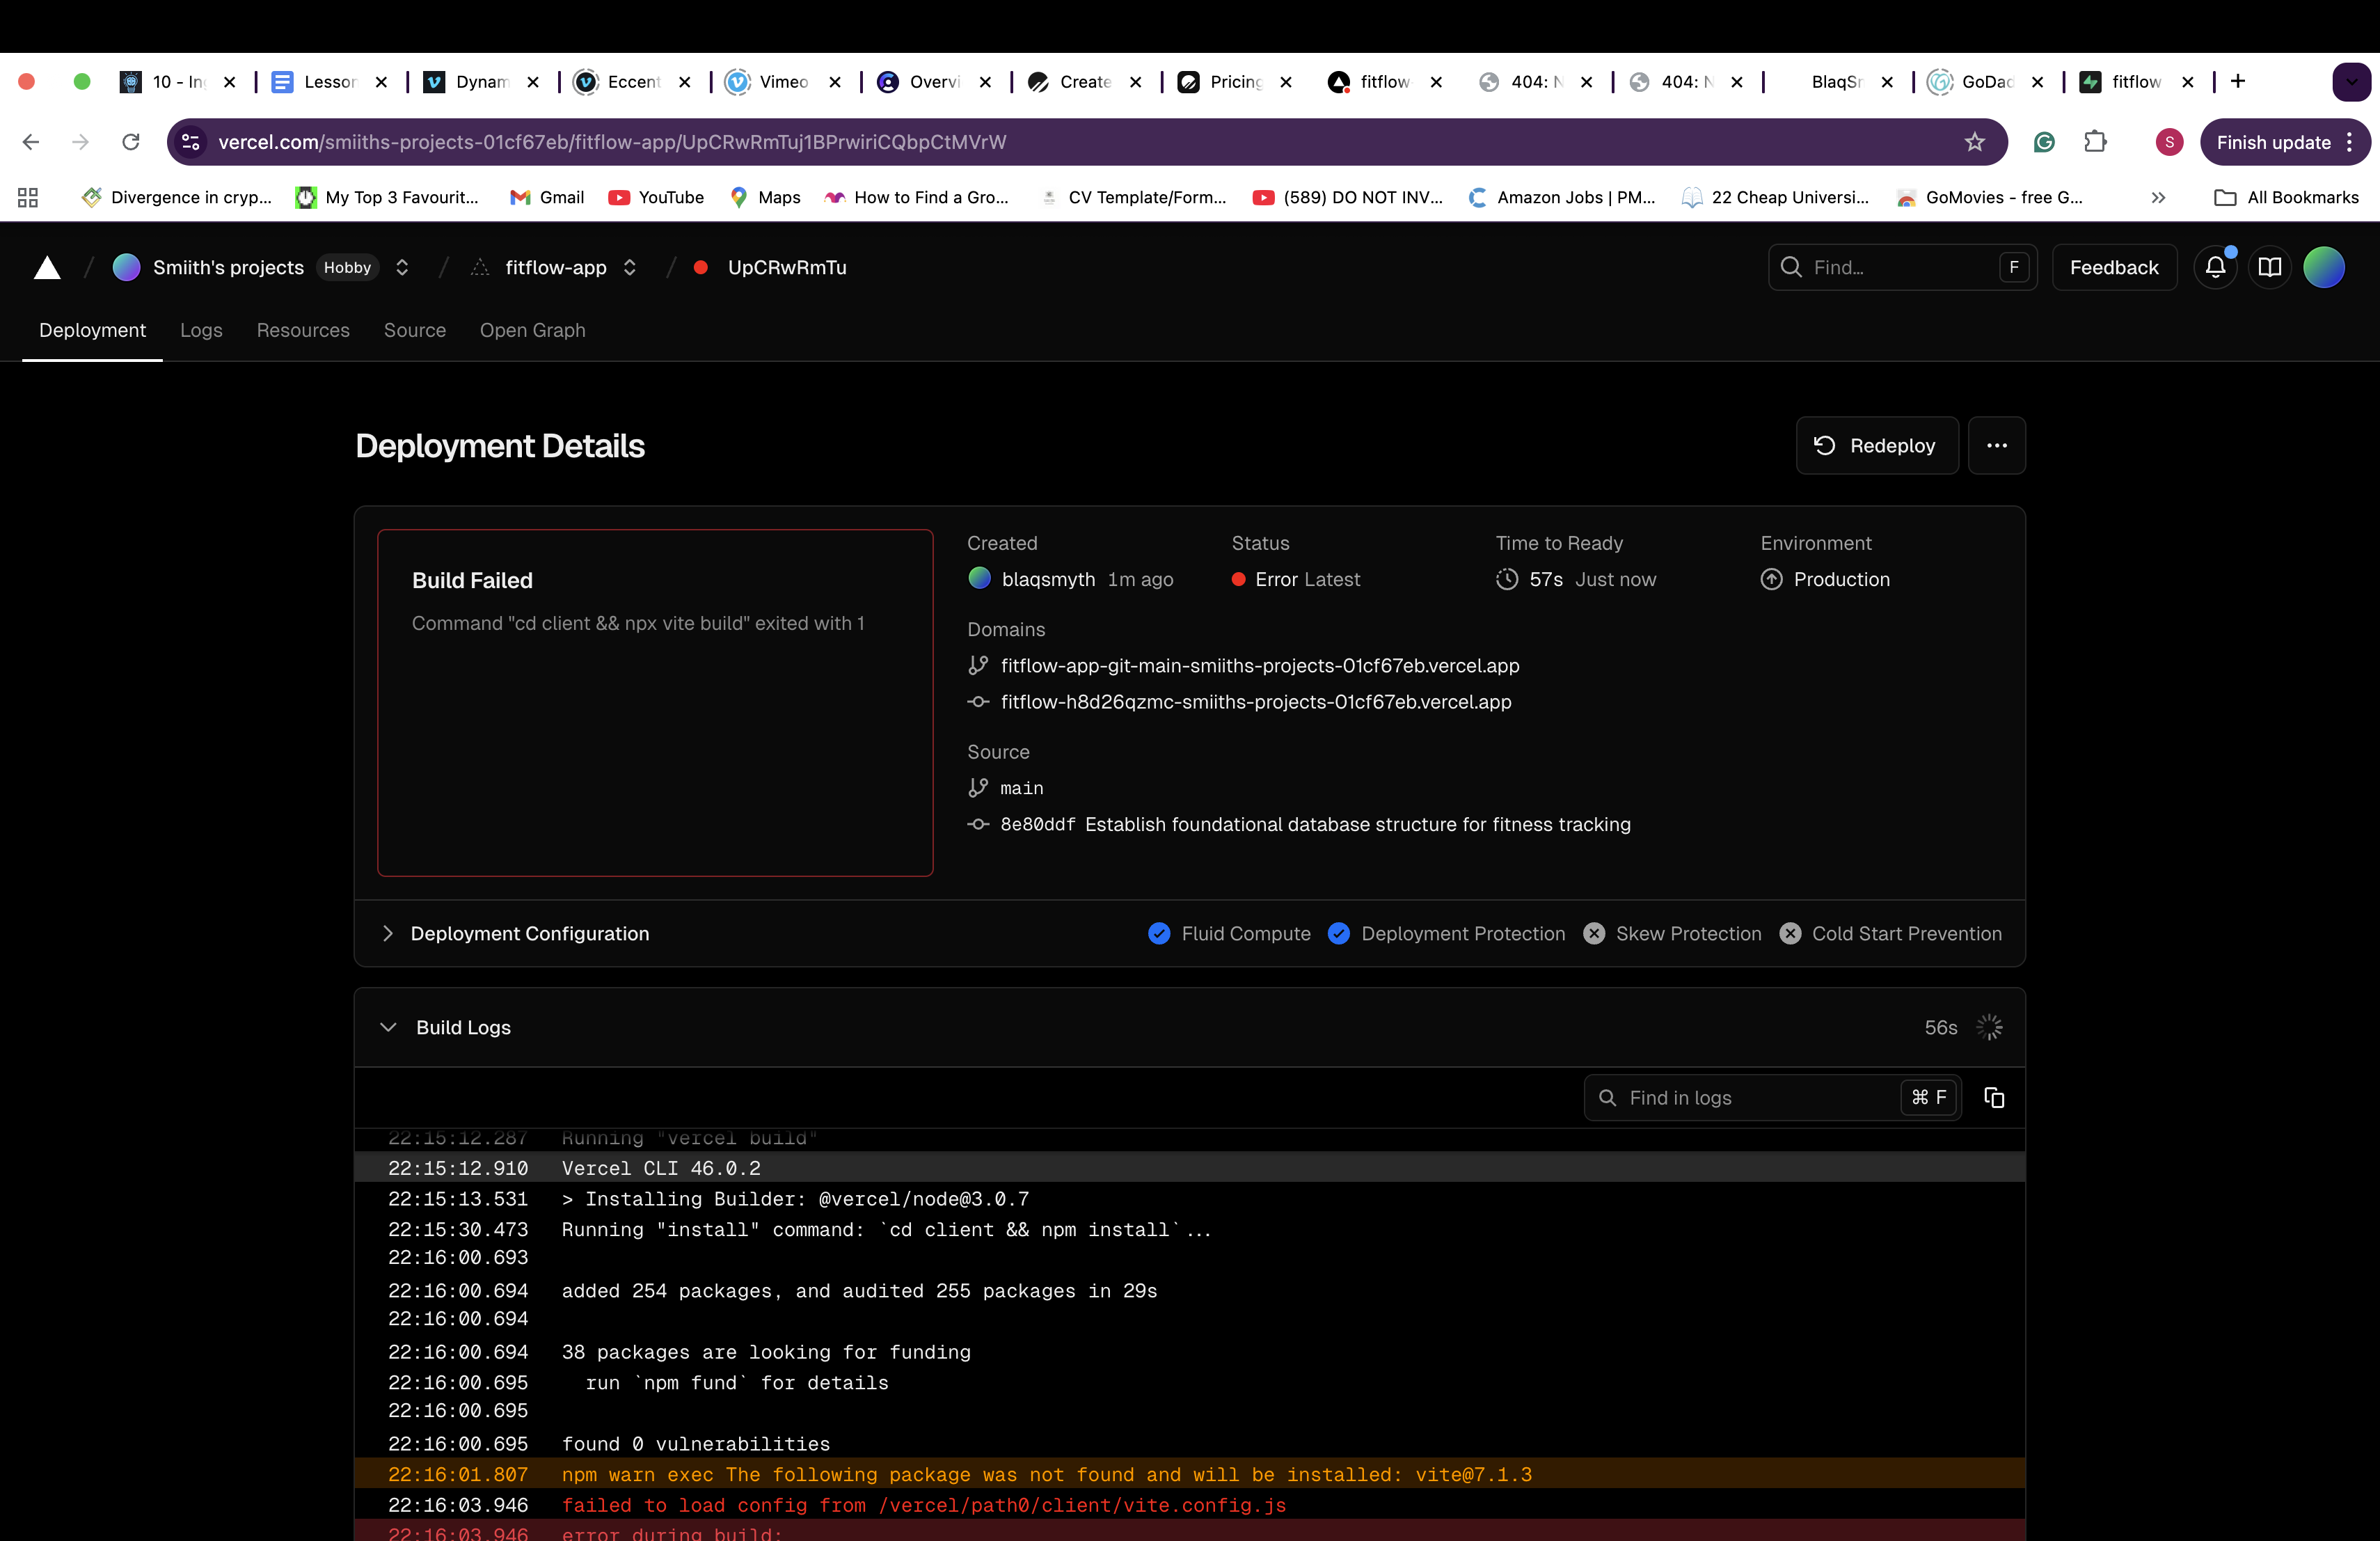 10 - In
Lesson
Dynam
Eccent
Vimeo
Overvi
Create
Pricing
fitflow
404: N
404: N
BlaqSm
GoDad
fitflow
vercel.com/smiiths-projects-01cf67eb/fitflow-app/UpCRwRmTuj1BPrwiriCQbpCtMVrW
S
Finish update
Divergence in cryp...
My Top 3 Favourit...
Gmail
YouTube
Maps
How to Find a Gro...
CV Template/Form...
(589) DO NOT INV...
Amazon Jobs | PM...
22 Cheap Universi...
GoMovies - free G...
All Bookmarks
Smiith's projects Hobby
fitflow-app
UpCRwRmTu
Find... F
Feedback
Deployment Logs Resources Source Open Graph
Deployment Details
Redeploy
Build Failed
Command "cd client && npx vite build" exited with 1
Created
blaqsmyth 1m ago
Status
Error Latest
Time to Ready
57s Just now
Environment
Production
Domains
fitflow-app-git-main-smiiths-projects-01cf67eb.vercel.app
fitflow-h8d26qzmc-smiiths-projects-01cf67eb.vercel.app
Source
main
8e80ddf Establish foundational database structure for fitness tracking
Deployment Configuration
Fluid Compute
Deployment Protection
Skew Protection
Cold Start Prevention
Build Logs
56s
Find in logs ⌘ F
22:15:12.287 Running "vercel build"
22:15:12.910 Vercel CLI 46.0.2
22:15:13.531 > Installing Builder: @vercel/node@3.0.7
22:15:30.473 Running "install" command: `cd client && npm install`...
22:16:00.693
22:16:00.694 added 254 packages, and audited 255 packages in 29s
22:16:00.694
22:16:00.694 38 packages are looking for funding
22:16:00.695 run `npm fund` for details
22:16:00.695
22:16:00.695 found 0 vulnerabilities
22:16:01.807 npm warn exec The following package was not found and will be installed: vite@7.1.3
22:16:03.946 failed to load config from /vercel/path0/client/vite.config.js
22:16:03.946 error during build: